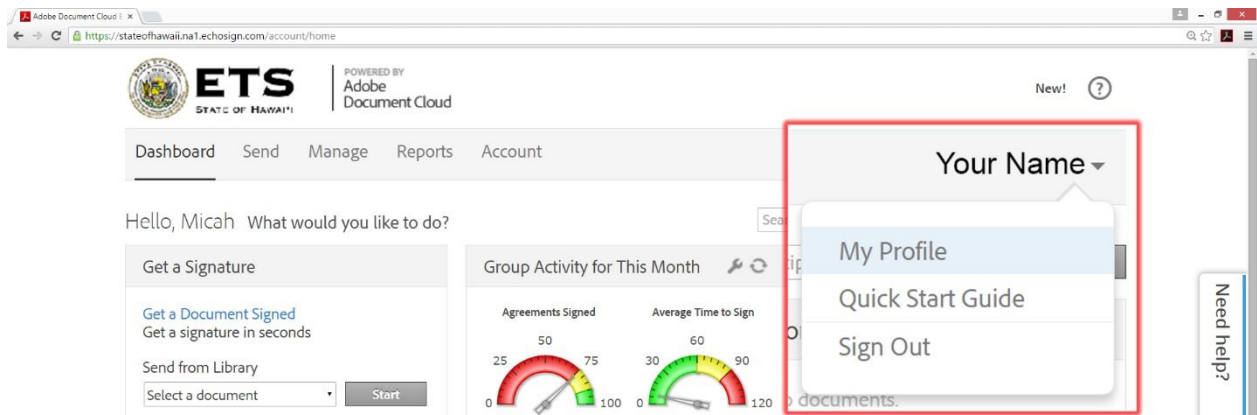 Adobe Document Cloud E
https://stateofhawaii.na1.echosign.com/account/home
ETS
STATE OF HAWAI'I
POWERED BY
Adobe
Document Cloud
New!
?
Dashboard Send Manage Reports Account
Your Name
Hello, Micah What would you like to do?
Sea
My Profile
Quick Start Guide
Sign Out
Get a Signature
Get a Document Signed
Get a signature in seconds
Send from Library
Select a document
Start
Group Activity for This Month
Agreements Signed
0 25 50 75 100
Average Time to Sign
0 30 60 90 120
documents.
Need help?